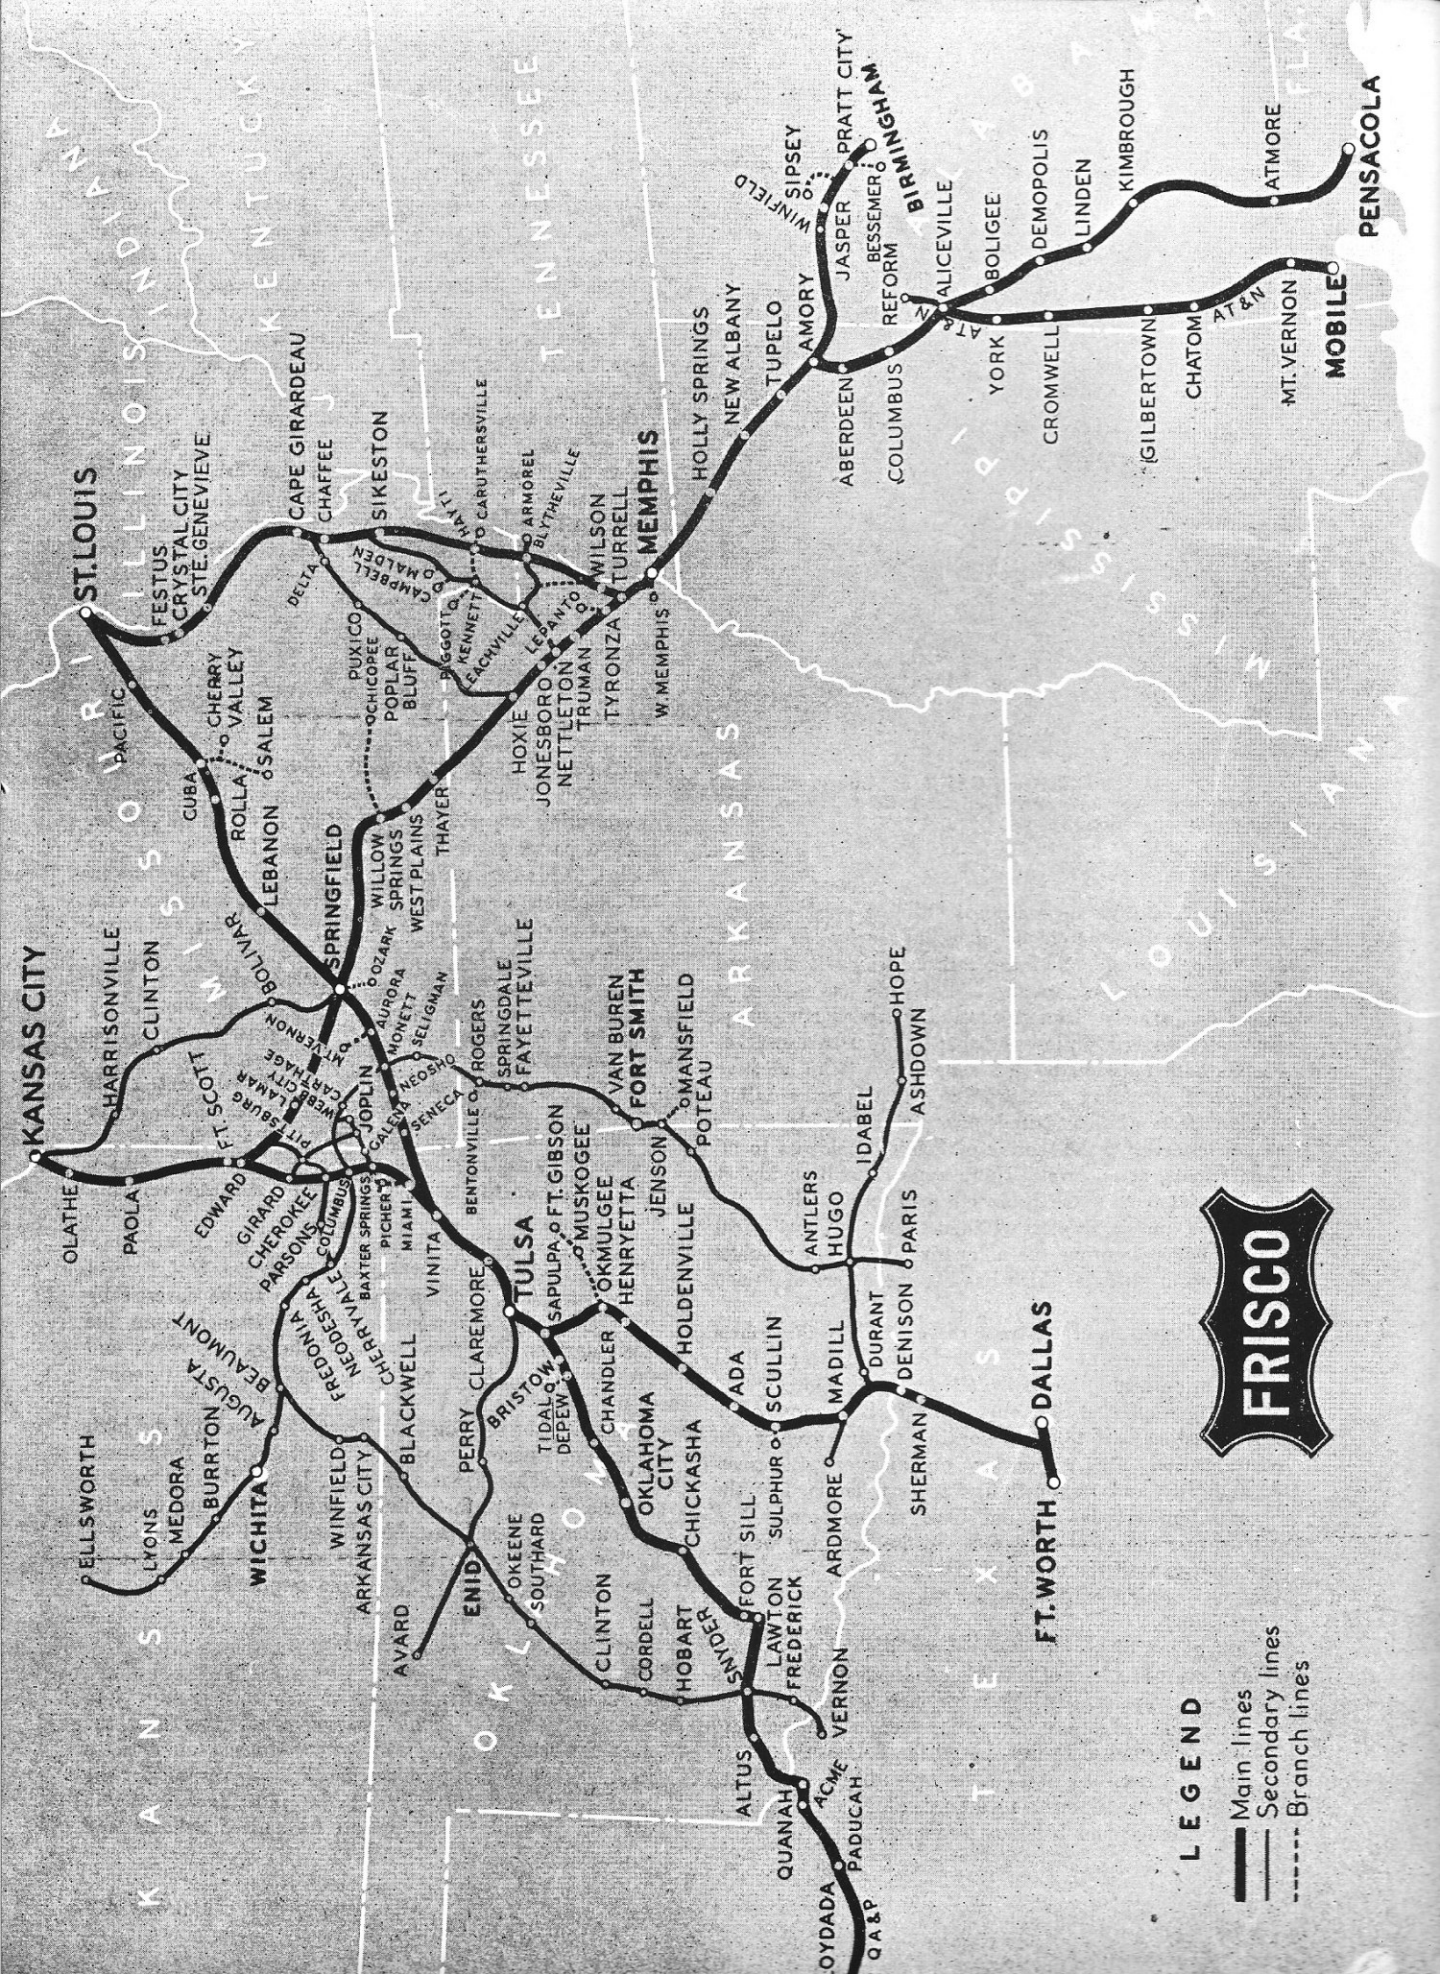 INDIANA
ILLINOIS
KENTUCKY
TENNESSEE
MISSOURI
ARKANSAS
MISSISSIPPI
LOUISIANA
KANSAS
OKLAHOMA
TEXAS
FLA.
KANSAS CITY
HARRISONVILLE
CLINTON
BOLIVAR
OLATHE
PAOLA
FT. SCOTT
EDWARD
GIRARD
CHEROKEE
PARSONS
COLUMBUS
BAXTER SPRINGS
PICHER
MIAMI
VINITA
PITTSBURG
LAMAR
WEBB CITY
CARTHAGE
MT. VERNON
JOPLIN
GALENA
SENECA
NEOSHO
MONETT
AURORA
SELIGMAN
OZARK
ST. LOUIS
PACIFIC
CUBA
CHERRY
VALLEY
SALEM
ROLLA
LEBANON
SPRINGFIELD
FESTUS
CRYSTAL CITY
STE. GENEVIEVE
CAPE GIRARDEAU
CHAFFEE
SIKESTON
DELTA
MALDEN
CAMPBELL
HAYTI
CARUTHERSVILLE
ARMOREL
BLYTHEVILLE
PUXICO
CHICOPEE
POPLAR
BLUFF
PIGGOTT
KENNETT
LEACHVILLE
LEPANTO
WILSON
TURRELL
MEMPHIS
W. MEMPHIS
WILLOW
SPRINGS
WEST PLAINS
THAYER
HOXIE
JONESBORO
NETTLETON
TRUMAN
TYRONZA
HOLLY SPRINGS
NEW ALBANY
TUPELO
AMORY
WINFIELD
SIPSEY
JASPER
PRATT CITY
BESSEMER
BIRMINGHAM
ABERDEEN
COLUMBUS
REFORM
ALICEVILLE
AT&N
BOLIGEE
DEMOPOLIS
LINDEN
KIMBROUGH
ATMORE
PENSACOLA
YORK
CROMWELL
GILBERTOWN
CHATOM
AT&N
MT. VERNON
MOBILE
BENTONVILLE
ROGERS
SPRINGDALE
FAYETTEVILLE
VAN BUREN
FORT SMITH
JENSON
MANSFIELD
POTEAU
ANTLERS
HUGO
PARIS
IDABEL
ASHDOWN
HOPE
ELLSWORTH
LYONS
MEDORA
BURRTON
WICHITA
AUGUSTA
BEAUMONT
FREDONIA
NEODESHA
CHERRYVALE
WINFIELD
ARKANSAS CITY
BLACKWELL
AVARD
ENID
PERRY
CLAREMORE
TULSA
SAPULPA
FT. GIBSON
MUSKOGEE
OKMULGEE
HENRYETTA
HOLDENVILLE
BRISTOW
TIDAL
DEPEW
CHANDLER
OKLAHOMA
CITY
CHICKASHA
ADA
SCULLIN
SULPHUR
MADILL
ARDMORE
DURANT
DENISON
SHERMAN
DALLAS
FT. WORTH
OKEENE
SOUTHARD
CLINTON
CORDELL
HOBART
SNYDER
FORT SILL
LAWTON
FREDERICK
VERNON
ALTUS
QUANAH
ACME
PADUCAH
OYDADA
QA&P
FRISCO
LEGEND
Main lines
Secondary lines
Branch lines